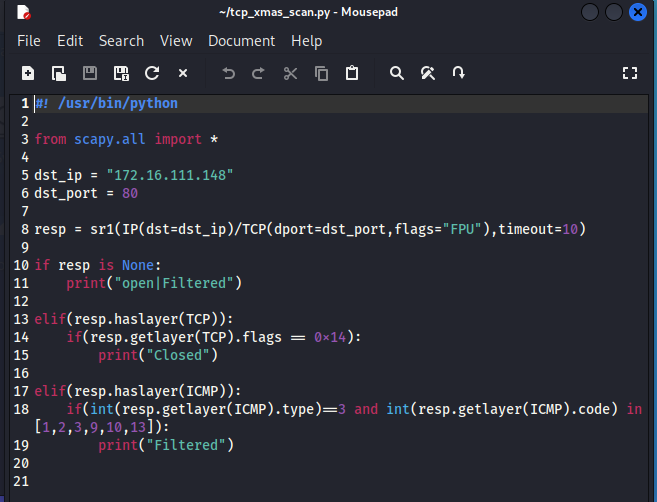 ~/tcp_xmas_scan.py - Mousepad
File Edit Search View Document Help
1 #! /usr/bin/python
2
3 from scapy.all import *
4
5 dst_ip = "172.16.111.148"
6 dst_port = 80
7
8 resp = sr1(IP(dst=dst_ip)/TCP(dport=dst_port,flags="FPU"),timeout=10)
9
10 if resp is None:
11     print("open|Filtered")
12
13 elif(resp.haslayer(TCP)):
14     if(resp.getlayer(TCP).flags == 0×14):
15         print("Closed")
16
17 elif(resp.haslayer(ICMP)):
18     if(int(resp.getlayer(ICMP).type)==3 and int(resp.getlayer(ICMP).code) in
[1,2,3,9,10,13]):
19         print("Filtered")
20
21